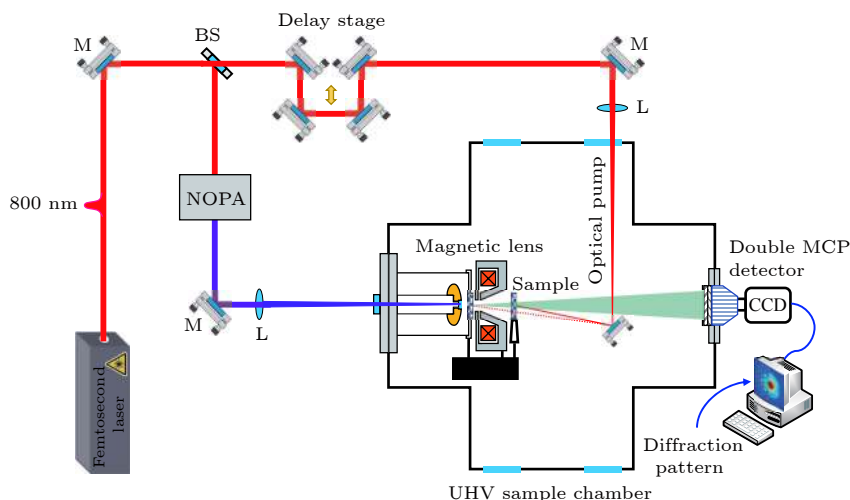 Delay stage
BS
M
M
L
800 nm
NOPA
Optical pump
Magnetic lens
Sample
Double MCP
detector
CCD
M
L
Femtosecond
laser
Diffraction
pattern
UHV sample chamber